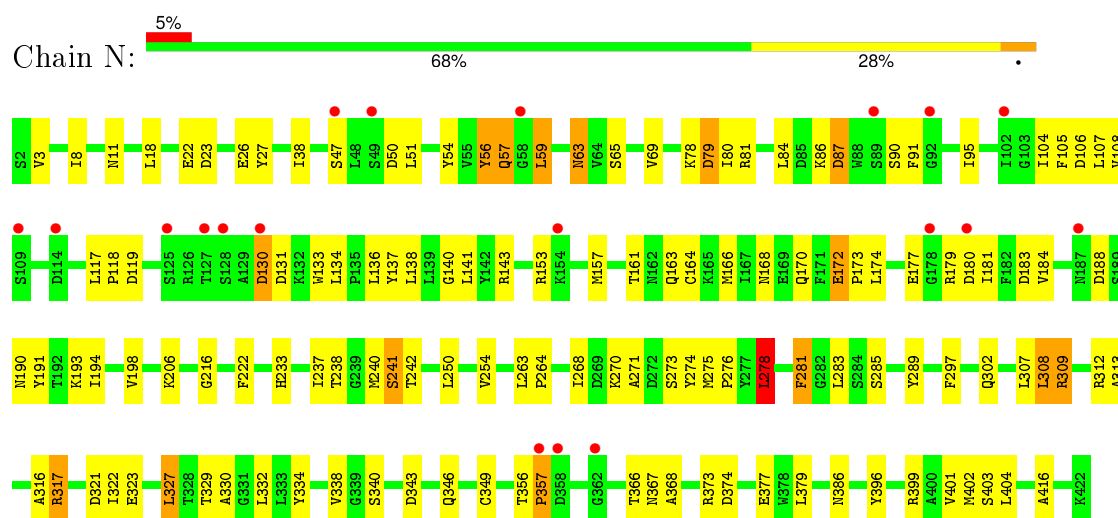 5%
Chain N:
68% 28% •
S2 V3 I8 N11 L18 E22 D23 E26 Y27 I38 S47 L48 S49 D50 L51 Y54 V55 Y56 Q57 G58 L59 N63 V64 S65 V69 K78 D79 I80 R81 L84 D85 K86 D87 W88 S89 S90 F91 G92 I95 I102 G103 I104 F105 D106 L107
S109 D114 L117 P118 D119 S125 R126 T127 S128 A129 D130 D131 K132 W133 L134 P135 L136 Y137 L138 L139 G140 L141 Y142 R143 R153 K154 M157 T161 N162 Q163 C164 K165 M166 I167 N168 E169 Q170 F171 E172 P173 L174 E177 G178 R179 D180 I181 F182 D183 V184 N187 D188
N190 Y191 T192 K193 I194 V198 K206 G216 F222 H233 I237 T238 G239 M240 S241 T242 L250 V254 L263 P264 I268 D269 K270 A271 D272 S273 Y274 M275 P276 Y277 L278 F281 G282 L283 S284 S285 Y289 F297 Q302 L307 L308 R309 R312
A316 R317 D321 I322 E323 L327 T328 T329 A330 G331 L332 L333 Y334 V338 G339 S340 D343 Q346 C349 T356 P357 D358 G362 T366 N367 A368 R373 D374 E377 W378 L379 N386 Y396 R399 A400 V401 M402 S403 L404 A416 K422